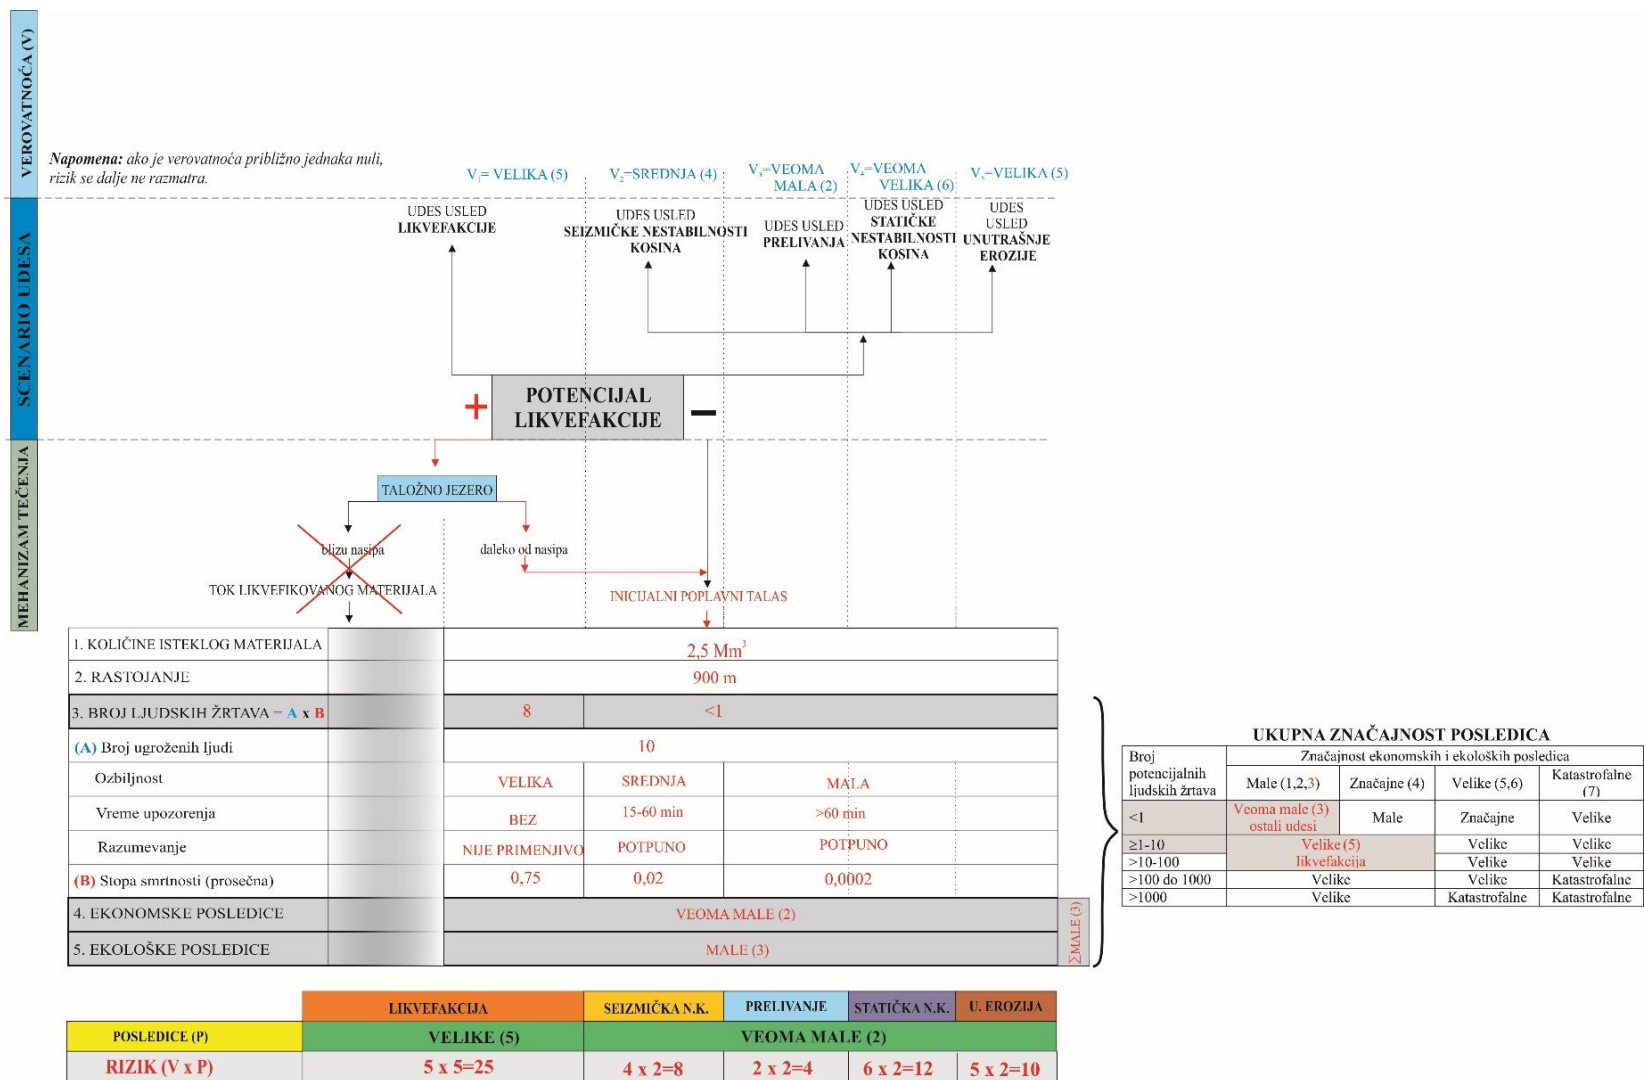 VEROVATNOĆA (V)
Napomena: ako je verovatnoća približno jednaka nuli,
rizik se dalje ne razmatra.
V₁= VELIKA (5)
V₂=SREDNJA (4)
V₃=VEOMA
MALA (2)
V₄=VEOMA
VELIKA (6)
V₅=VELIKA (5)
SCENARIO UDESA
UDES USLED
LIKVEFAKCIJE
UDES USLED
SEIZMIČKE NESTABILNOSTI
KOSINA
UDES USLED
PRELIVANJA
UDES USLED
STATIČKE
NESTABILNOSTI
KOSINA
UDES
USLED
UNUTRAŠNJE
EROZIJE
+
POTENCIJAL
LIKVEFAKCIJE
−
MEHANIZAM TEČENJA
TALOŽNO JEZERO
blizu nasipa
daleko od nasipa
TOK LIKVEFIKOVANOG MATERIJALA
INICIJALNI POPLAVNI TALAS
1. KOLIČINE ISTEKLOG MATERIJALA
2,5 Mm³
2. RASTOJANJE
900 m
3. BROJ LJUDSKIH ŽRTAVA = A x B
8
<1
(A) Broj ugroženih ljudi
10
Ozbiljnost
VELIKA
SREDNJA
MALA
Vreme upozorenja
BEZ
15-60 min
>60 min
Razumevanje
NIJE PRIMENJIVO
POTPUNO
POTPUNO
(B) Stopa smrtnosti (prosečna)
0,75
0,02
0,0002
4. EKONOMSKE POSLEDICE
VEOMA MALE (2)
5. EKOLOŠKE POSLEDICE
MALE (3)
∑MALE (3)
UKUPNA ZNAČAJNOST POSLEDICA
Broj
potencijalnih
ljudskih žrtava
Značajnost ekonomskih i ekoloških posledica
Male (1,2,3)
Značajne (4)
Velike (5,6)
Katastrofalne
(7)
<1
Veoma male (3)
ostali udesi
Male
Značajne
Velike
≥1-10
Velike (5)
likvefakcija
Velike
Velike
>10-100
Velike
Velike
>100 do 1000
Velike
Velike
Katastrofalne
>1000
Velike
Katastrofalne
Katastrofalne
LIKVEFAKCIJA
SEIZMIČKA N.K.
PRELIVANJE
STATIČKA N.K.
U. EROZIJA
POSLEDICE (P)
VELIKE (5)
VEOMA MALE (2)
RIZIK (V x P)
5 x 5=25
4 x 2=8
2 x 2=4
6 x 2=12
5 x 2=10